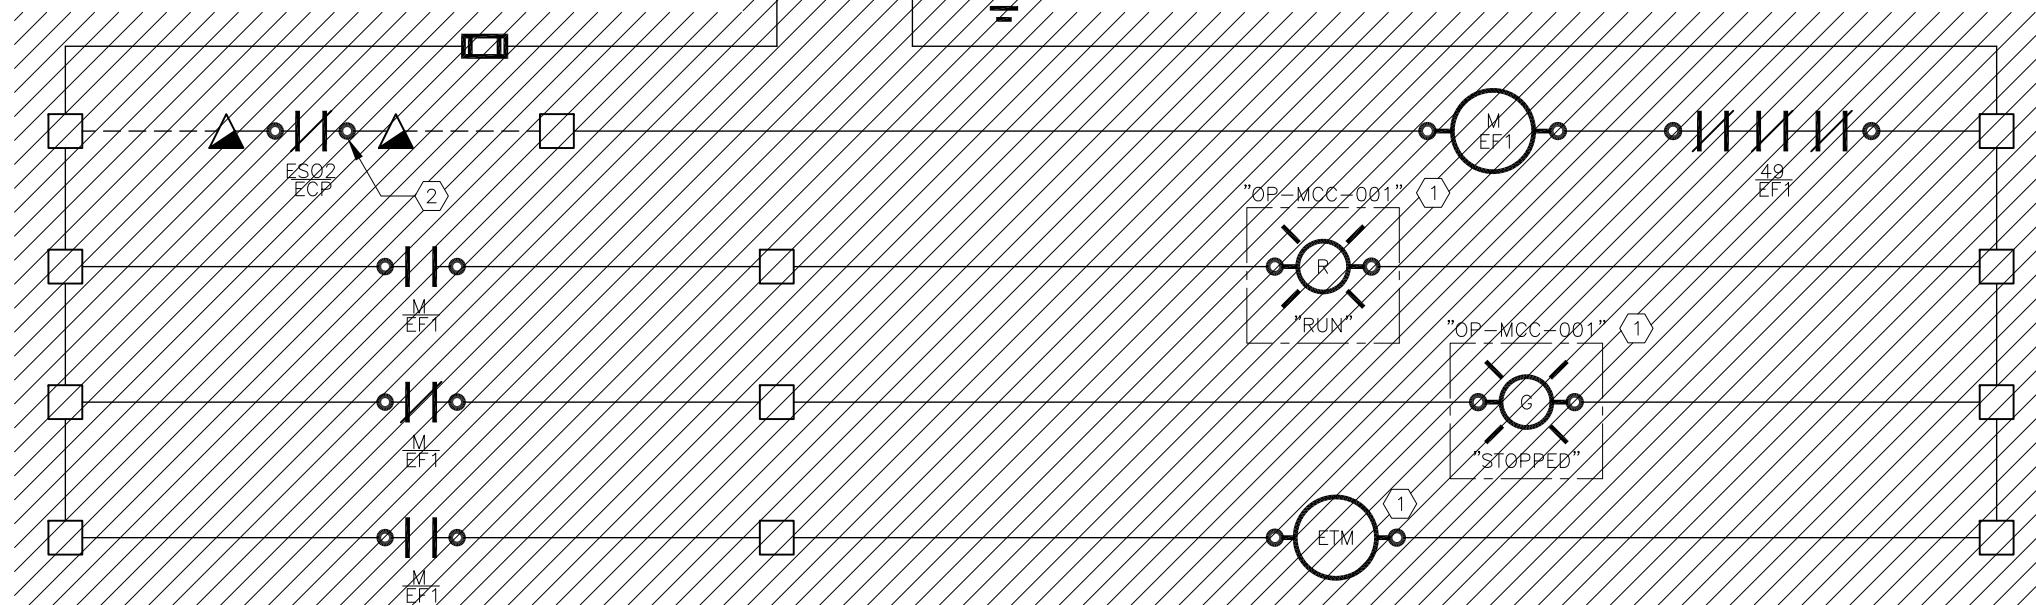 M
EF1
ES02
ECP
2
49
EF1
"OP-MCC-001"
1
R
"RUN"
M
EF1
"OP-MCC-001"
1
G
"STOPPED"
M
EF1
1
ETM
M
EF1